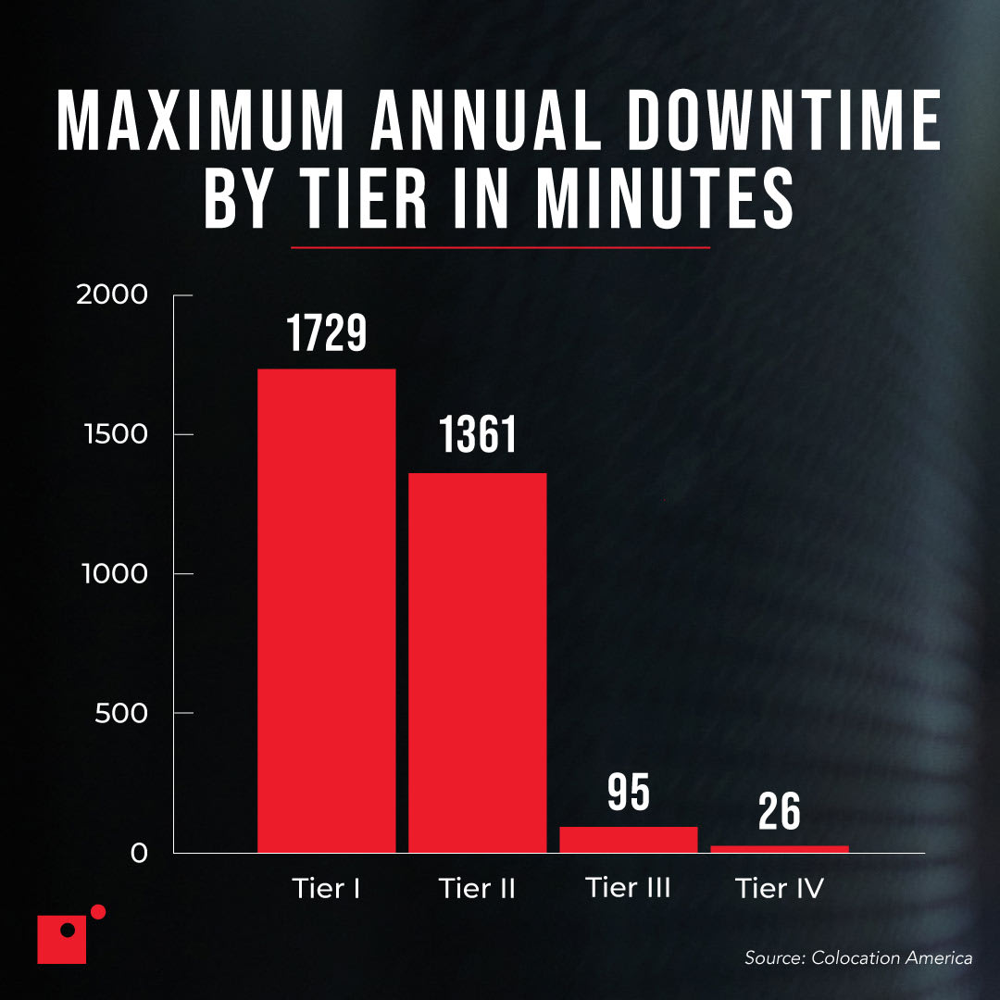 MAXIMUM ANNUAL DOWNTIME
BY TIER IN MINUTES
2000
1729
1500
1361
1000
500
95
26
0
Tier I
Tier II
Tier III
Tier IV
Source: Colocation America